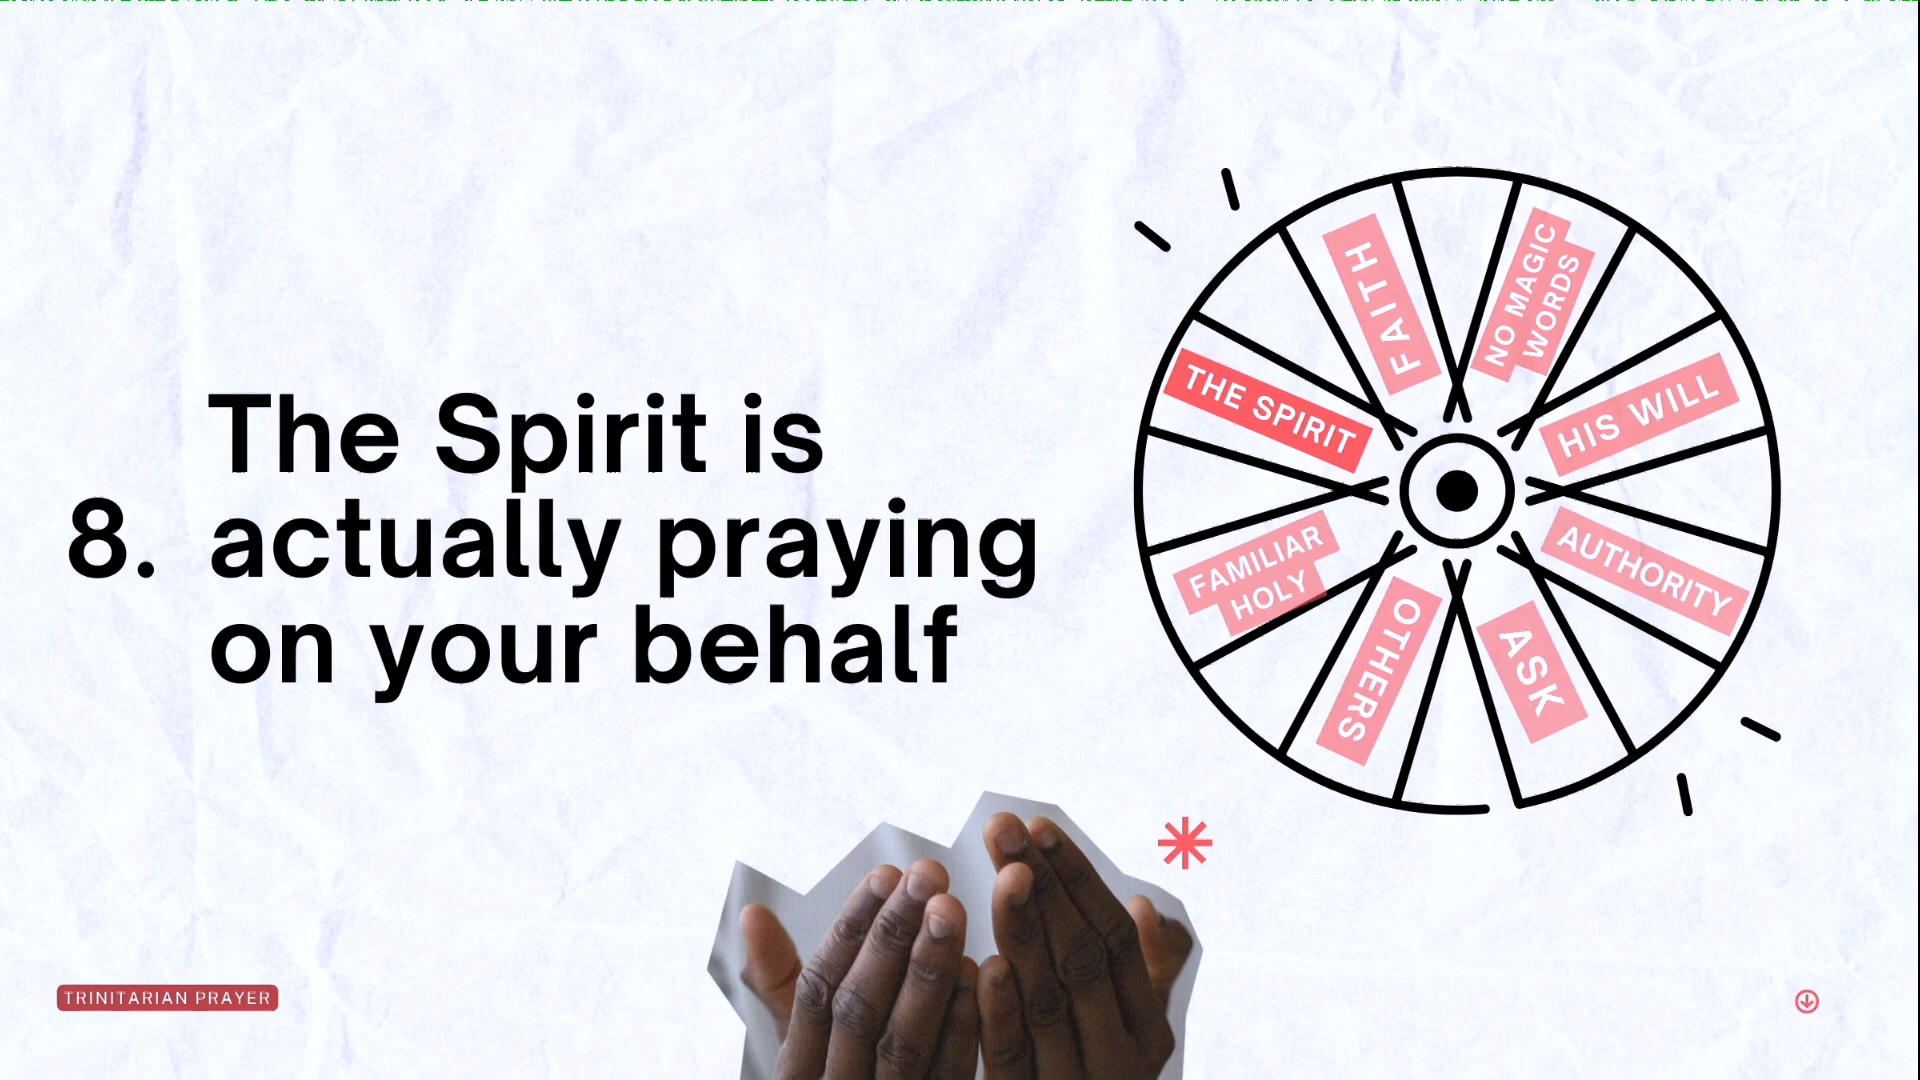 The Spirit is
8. actually praying
on your behalf
FAITH
NO MAGIC
WORDS
THE SPIRIT
HIS WILL
FAMILIAR
HOLY
AUTHORITY
OTHERS
ASK
TRINITARIAN PRAYER